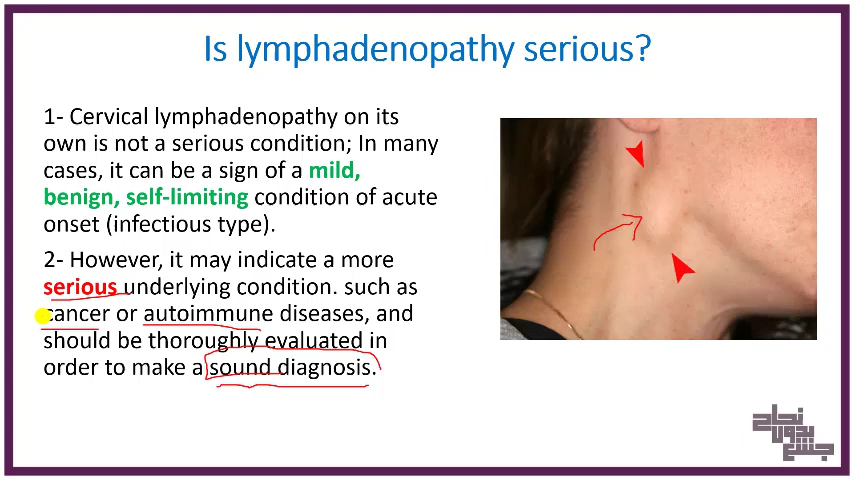 Is lymphadenopathy serious?
1- Cervical lymphadenopathy on its
own is not a serious condition; In many
cases, it can be a sign of a mild,
benign, self-limiting condition of acute
onset (infectious type).
2- However, it may indicate a more
serious underlying condition. such as
cancer or autoimmune diseases, and
should be thoroughly evaluated in
order to make a sound diagnosis.
نجاح
بدون
جشع